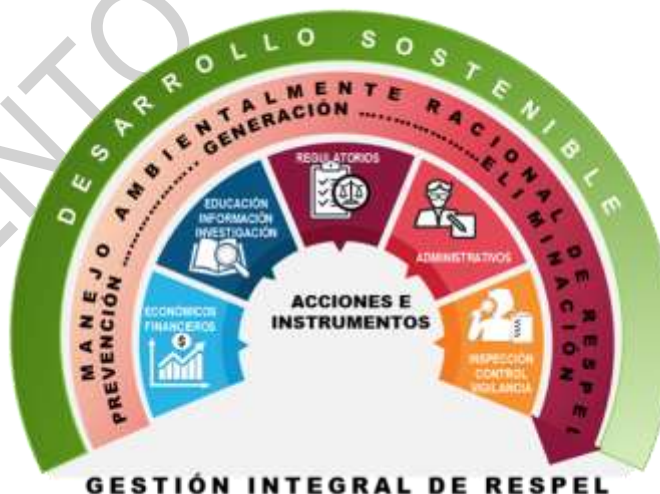 DESARROLLO SOSTENIBLE
MANEJO AMBIENTALMENTE RACIONAL DE RESPEL
PREVENCIÓN ................ GENERACIÓN ................ ELIMINACIÓN
ECONÓMICOS
FINANCIEROS
$
EDUCACIÓN
INFORMACIÓN
INVESTIGACIÓN
REGULATORIOS
ADMINISTRATIVOS
INSPECCIÓN
CONTROL
VIGILANCIA
ACCIONES E
INSTRUMENTOS
GESTIÓN INTEGRAL DE RESPEL